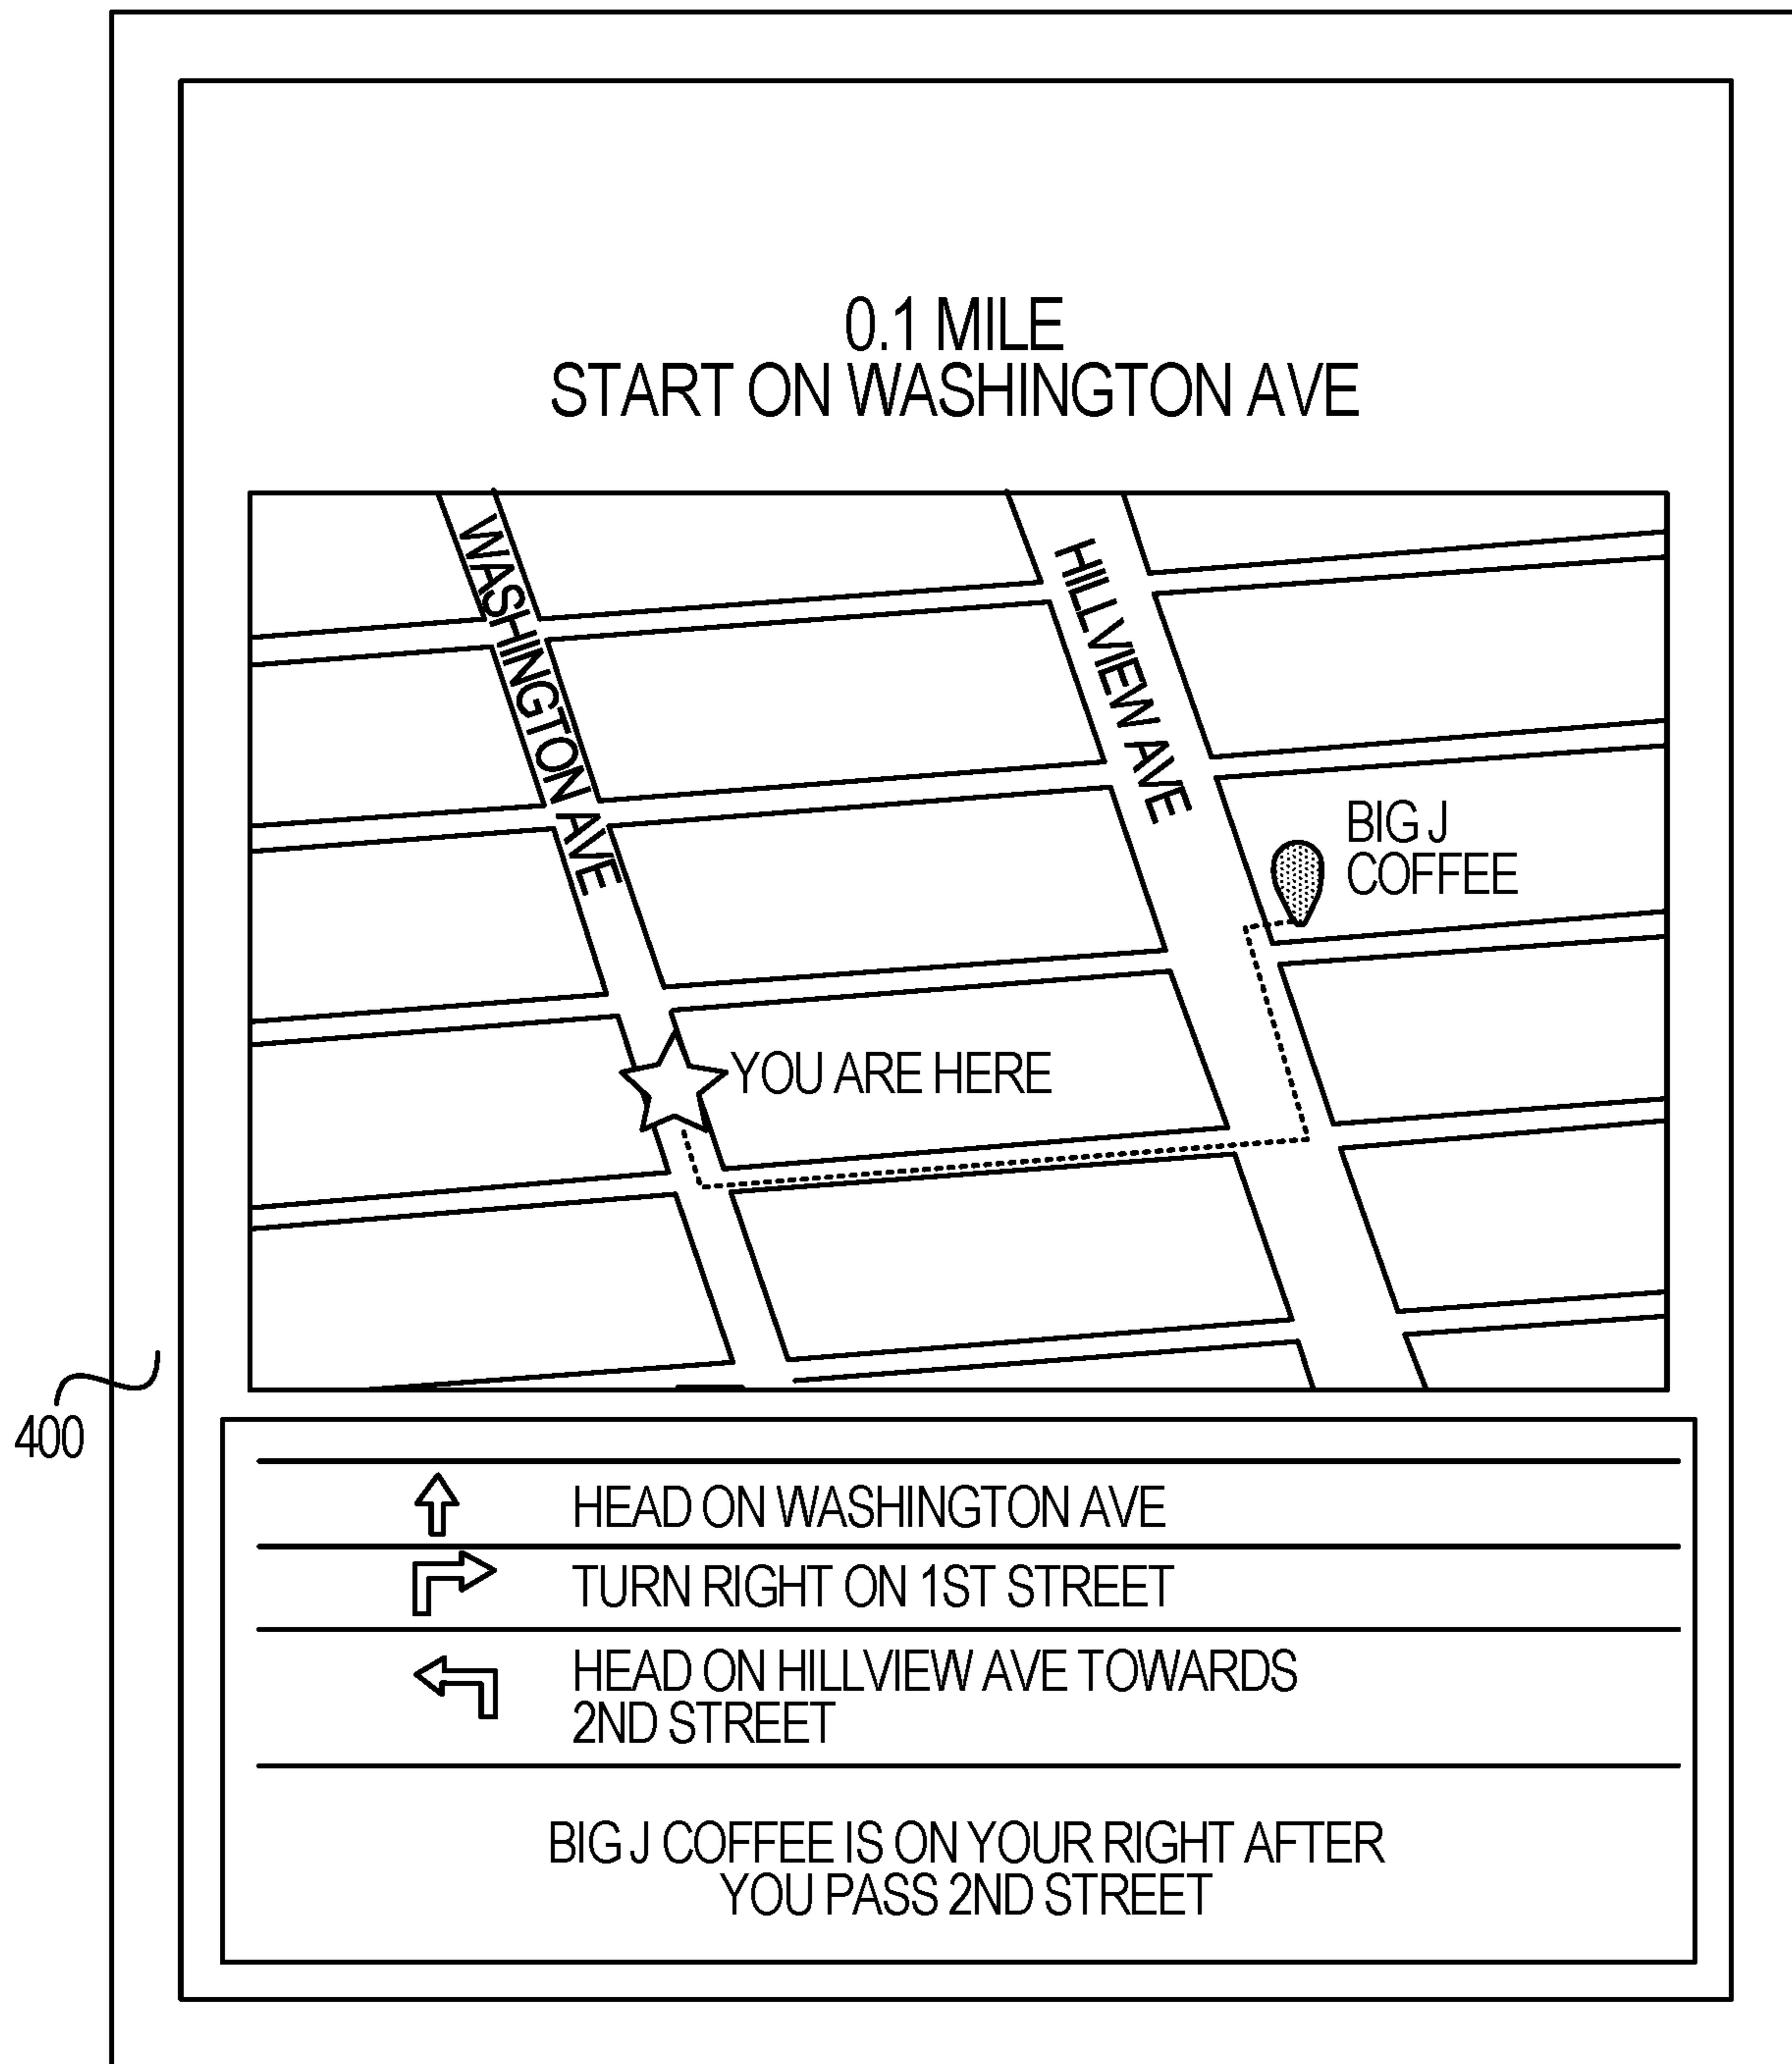 0.1 MILE
START ON WASHINGTON AVE
WASHINGTON AVE
HILLVIEW AVE
BIG J
COFFEE
YOU ARE HERE
400
HEAD ON WASHINGTON AVE
TURN RIGHT ON 1ST STREET
HEAD ON HILLVIEW AVE TOWARDS
2ND STREET
BIG J COFFEE IS ON YOUR RIGHT AFTER
YOU PASS 2ND STREET